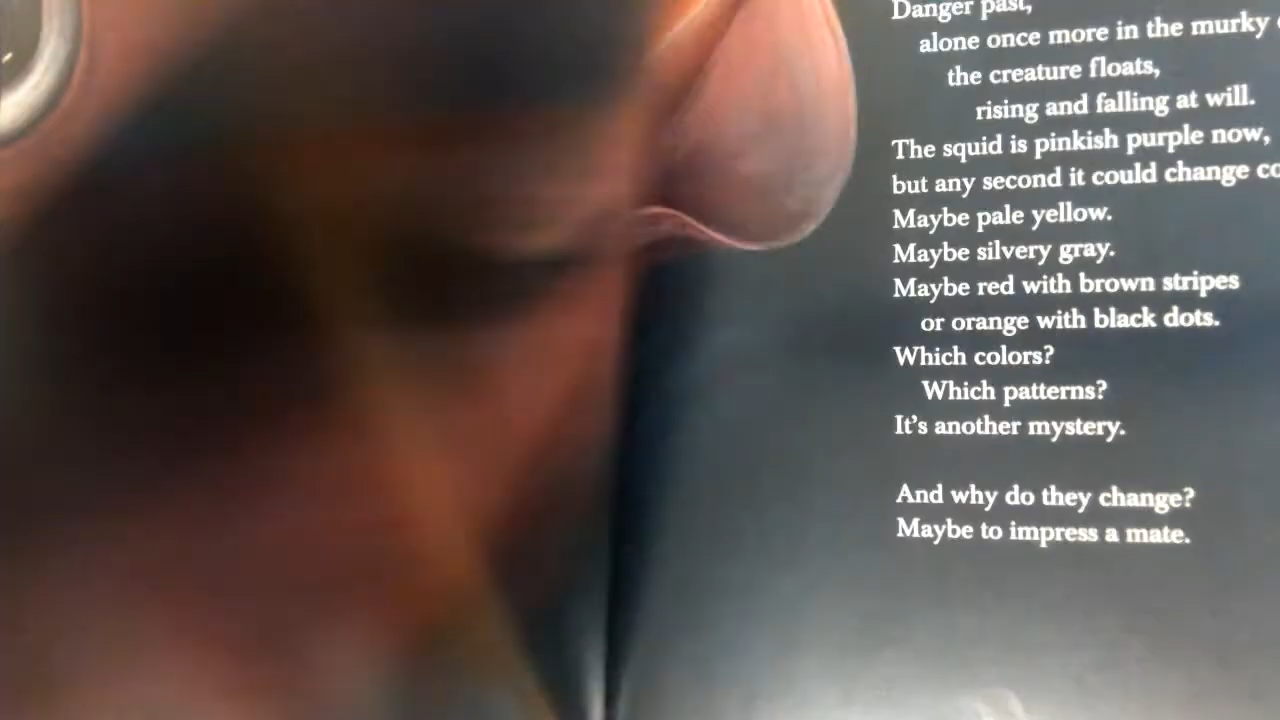 Danger past,
alone once more in the murky
the creature floats,
rising and falling at will.
The squid is pinkish purple now,
but any second it could change
Maybe pale yellow.
Maybe silvery gray.
Maybe red with brown stripes
or orange with black dots.
Which colors?
Which patterns?
It's another mystery.
And why do they change?
Maybe to impress a mate.